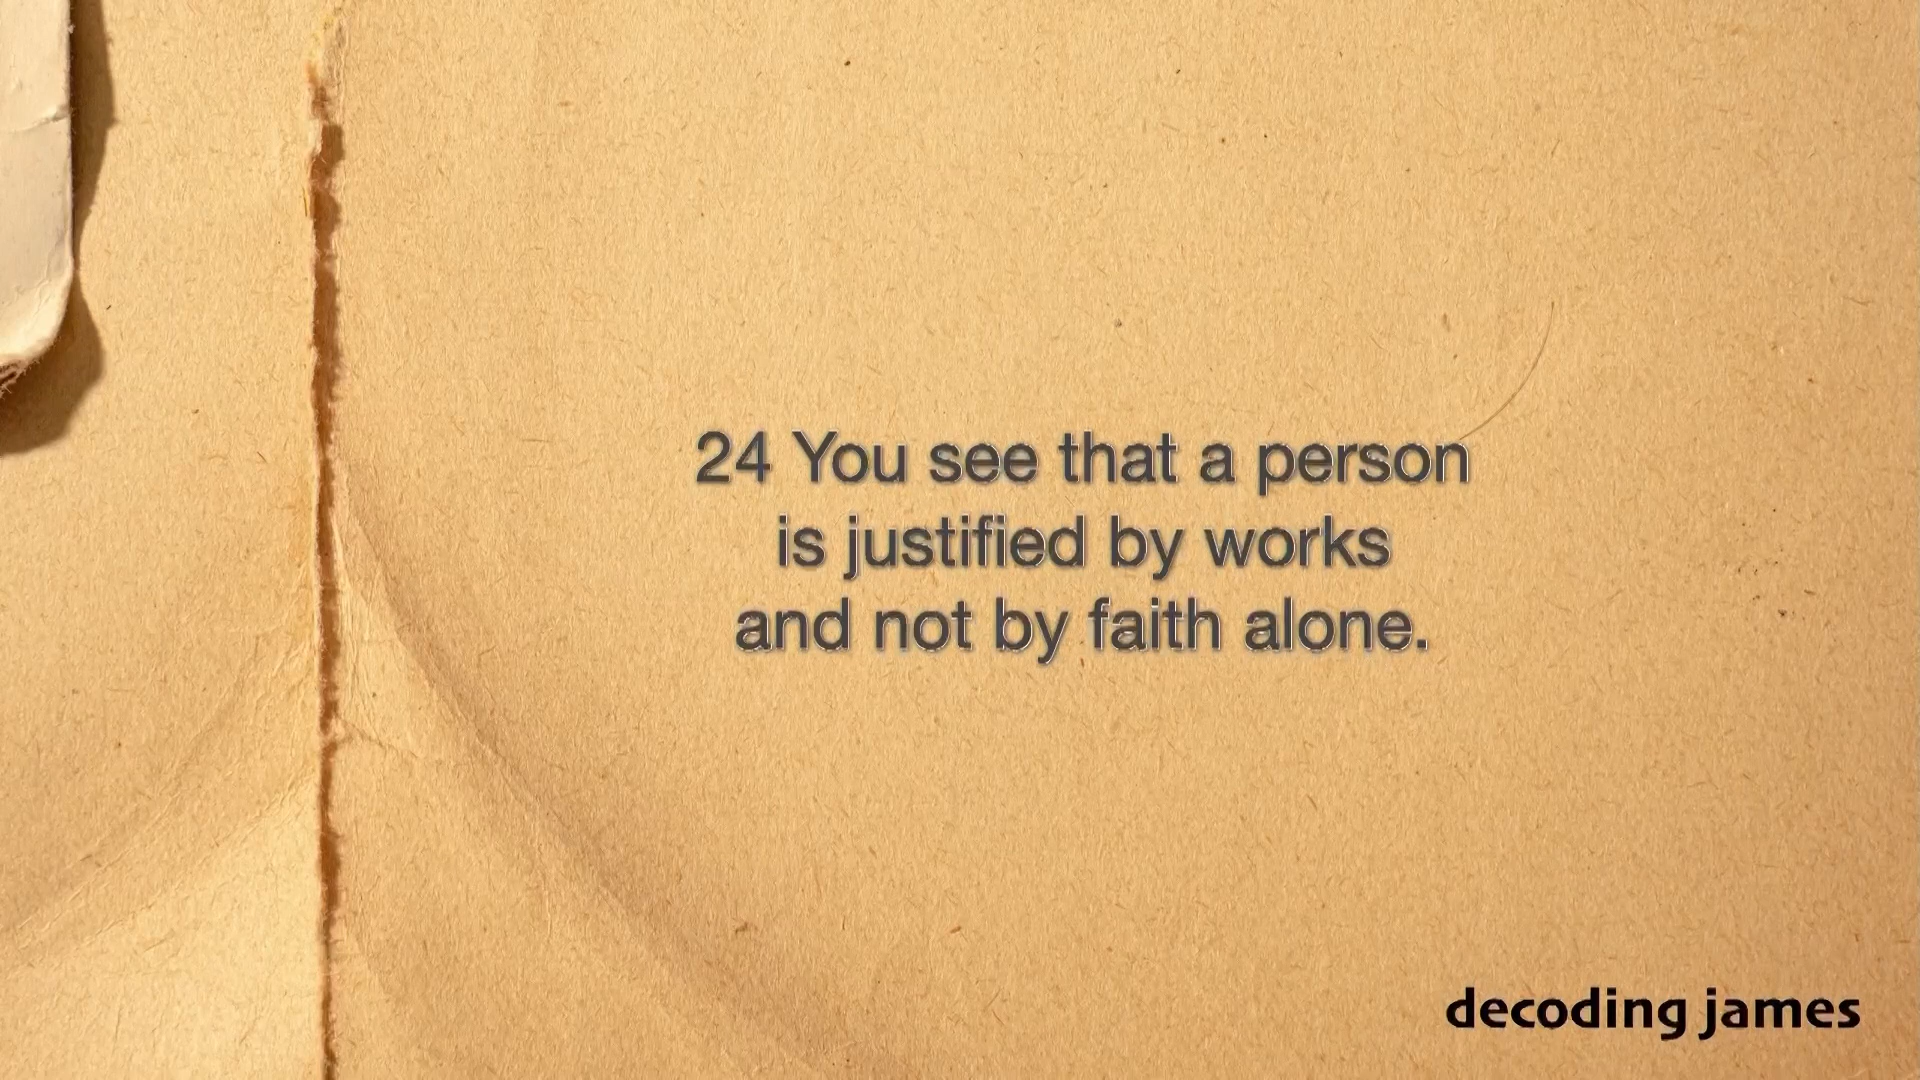 24 You see that a person
is justified by works
and not by faith alone.
decoding james